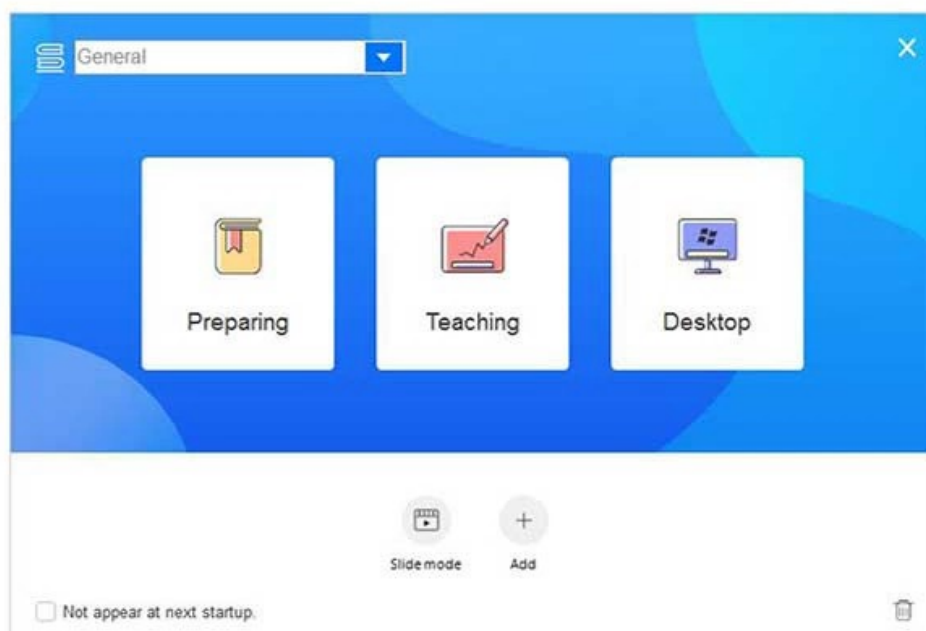 General
Preparing
Teaching
Desktop
Slide mode
Add
Not appear at next startup.